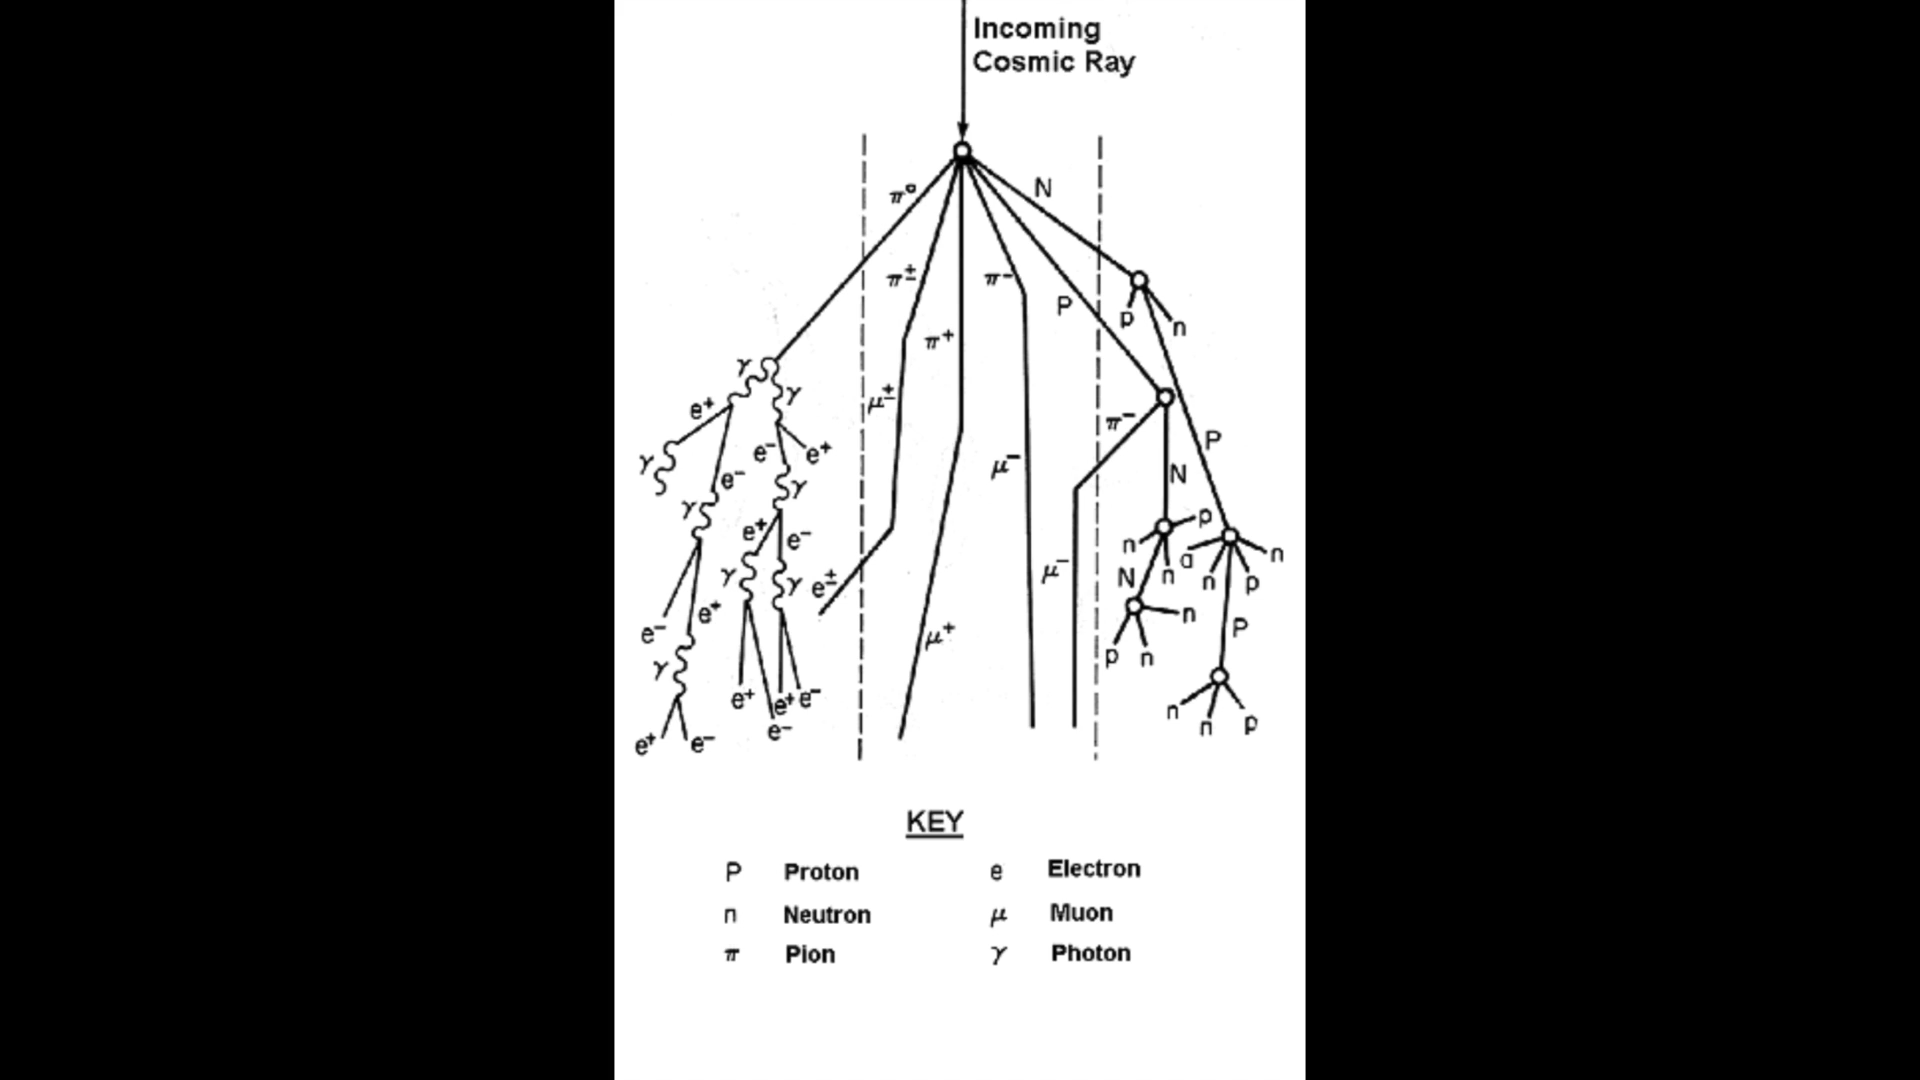 Incoming
Cosmic Ray
N
π°
π±
π-
P
p
n
π+
γ
γ
e+
μ±
π-
P
e-
e+
γ
N
e-
μ-
γ
γ
p
e+
e-
n
n
α
n
n
p
μ-
γ
γ
e±
N
e+
n
P
e-
μ+
p
n
γ
e+
e+
e-
n
n
p
e-
e+
e-
KEY
P Proton e Electron
n Neutron μ Muon
π Pion γ Photon